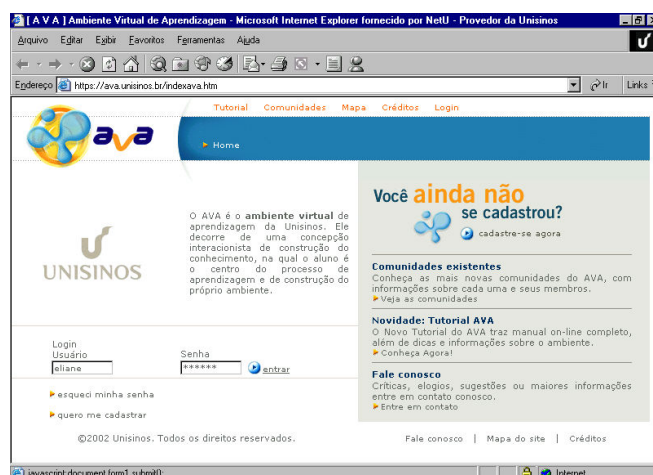 [ A V A ] Ambiente Virtual de Aprendizagem - Microsoft Internet Explorer fornecido por NetU - Provedor da Unisinos
Arquivo Editar Exibir Favoritos Ferramentas Ajuda
Endereço https://ava.unisinos.br/indexava.htm Ir Links
Tutorial Comunidades Mapa Créditos Login
ava
Home
UNISINOS
O AVA é o ambiente virtual de
aprendizagem da Unisinos. Ele
decorre de uma concepção
interacionista de construção do
conhecimento, na qual o aluno é
o centro do processo de
aprendizagem e de construção do
próprio ambiente.
Você ainda não
se cadastrou?
cadastre-se agora
Comunidades existentes
Conheça as mais novas comunidades do AVA, com
informações sobre cada uma e seus membros.
Veja as comunidades
Novidade: Tutorial AVA
O Novo Tutorial do AVA traz manual on-line completo,
além de dicas e informações sobre o ambiente.
Conheça Agora!
Fale conosco
Críticas, elogios, sugestões ou maiores informações
entre em contato conosco.
Entre em contato
Login
Usuário Senha
eliane ****** entrar
esqueci minha senha
quero me cadastrar
©2002 Unisinos. Todos os direitos reservados.
Fale conosco | Mapa do site | Créditos
javascript:document.form1.submit(); Internet